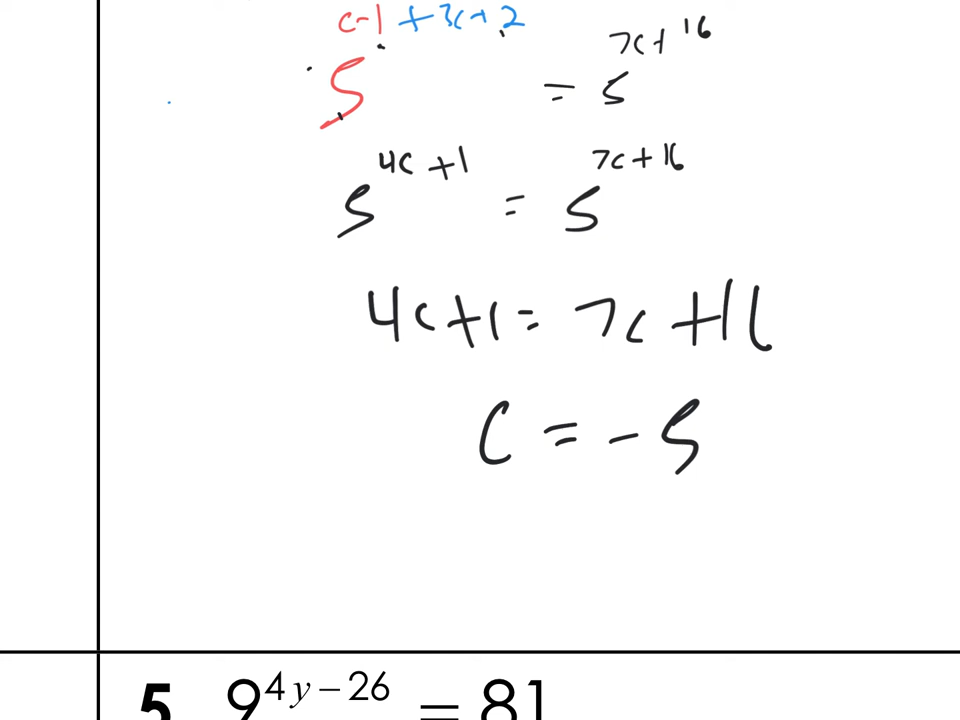 5^{c-1+3c+2} = 5^{7c+16}
5^{4c+1} = 5^{7c+16}
4c+1 = 7c+16
c = -5
5 9^{4y-26} = 81